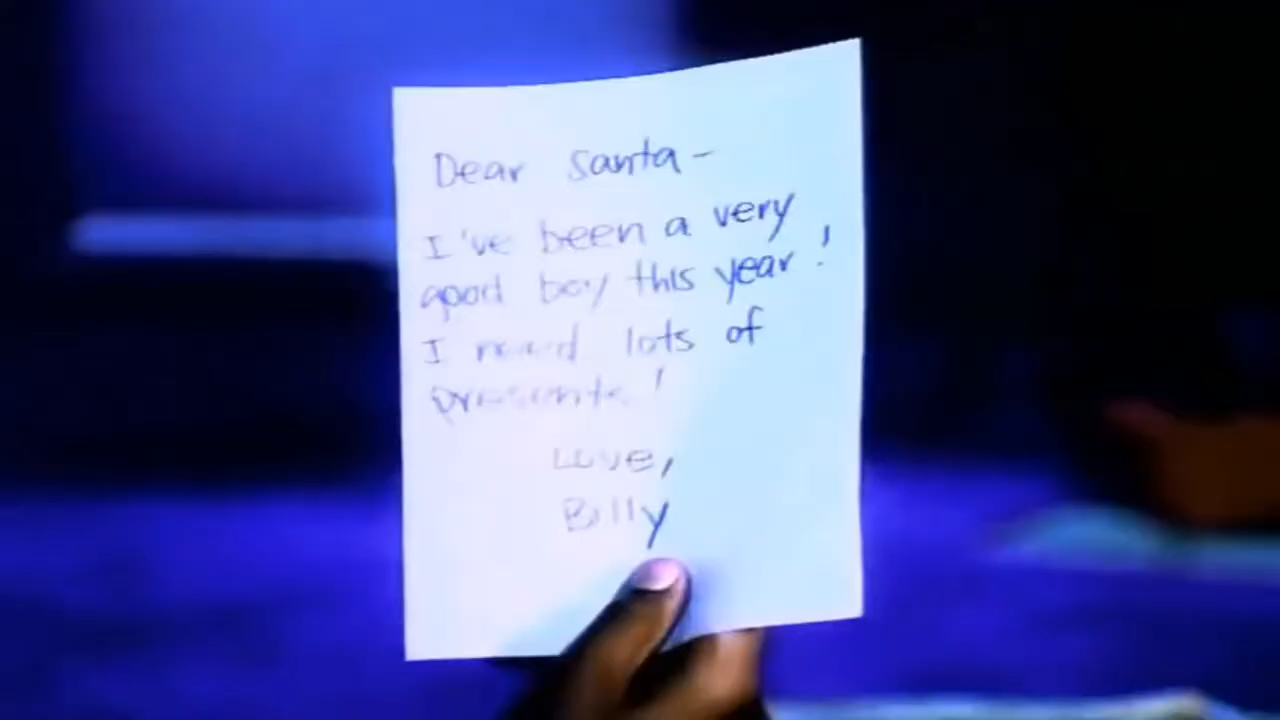 Dear Santa-
I've been a very
good boy this year!
I need lots of
presents!
Love,
Billy